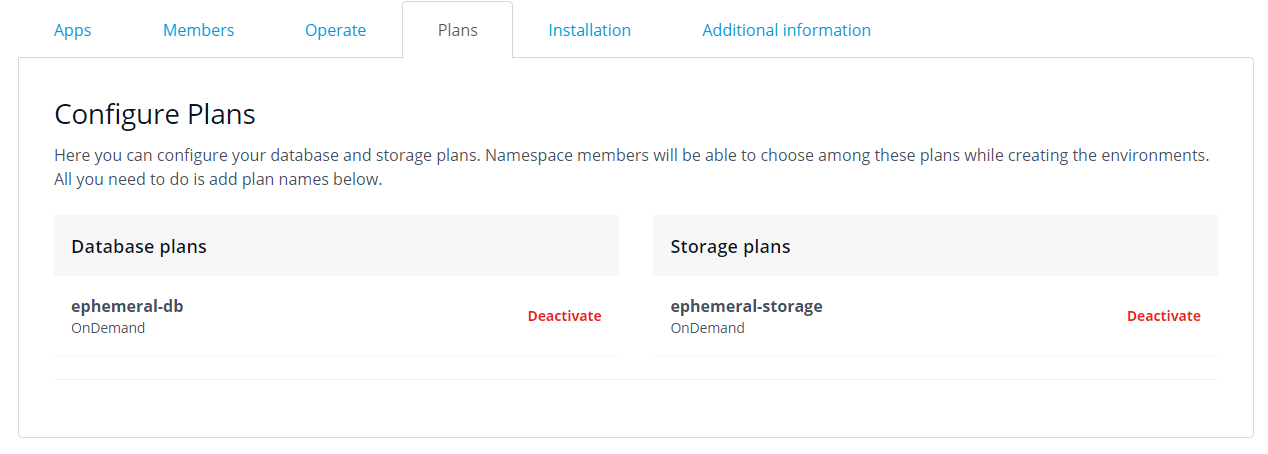 Apps Members Operate Plans Installation Additional information
Configure Plans
Here you can configure your database and storage plans. Namespace members will be able to choose among these plans while creating the environments.
All you need to do is add plan names below.
Database plans
ephemeral-db
OnDemand
Deactivate
Storage plans
ephemeral-storage
OnDemand
Deactivate